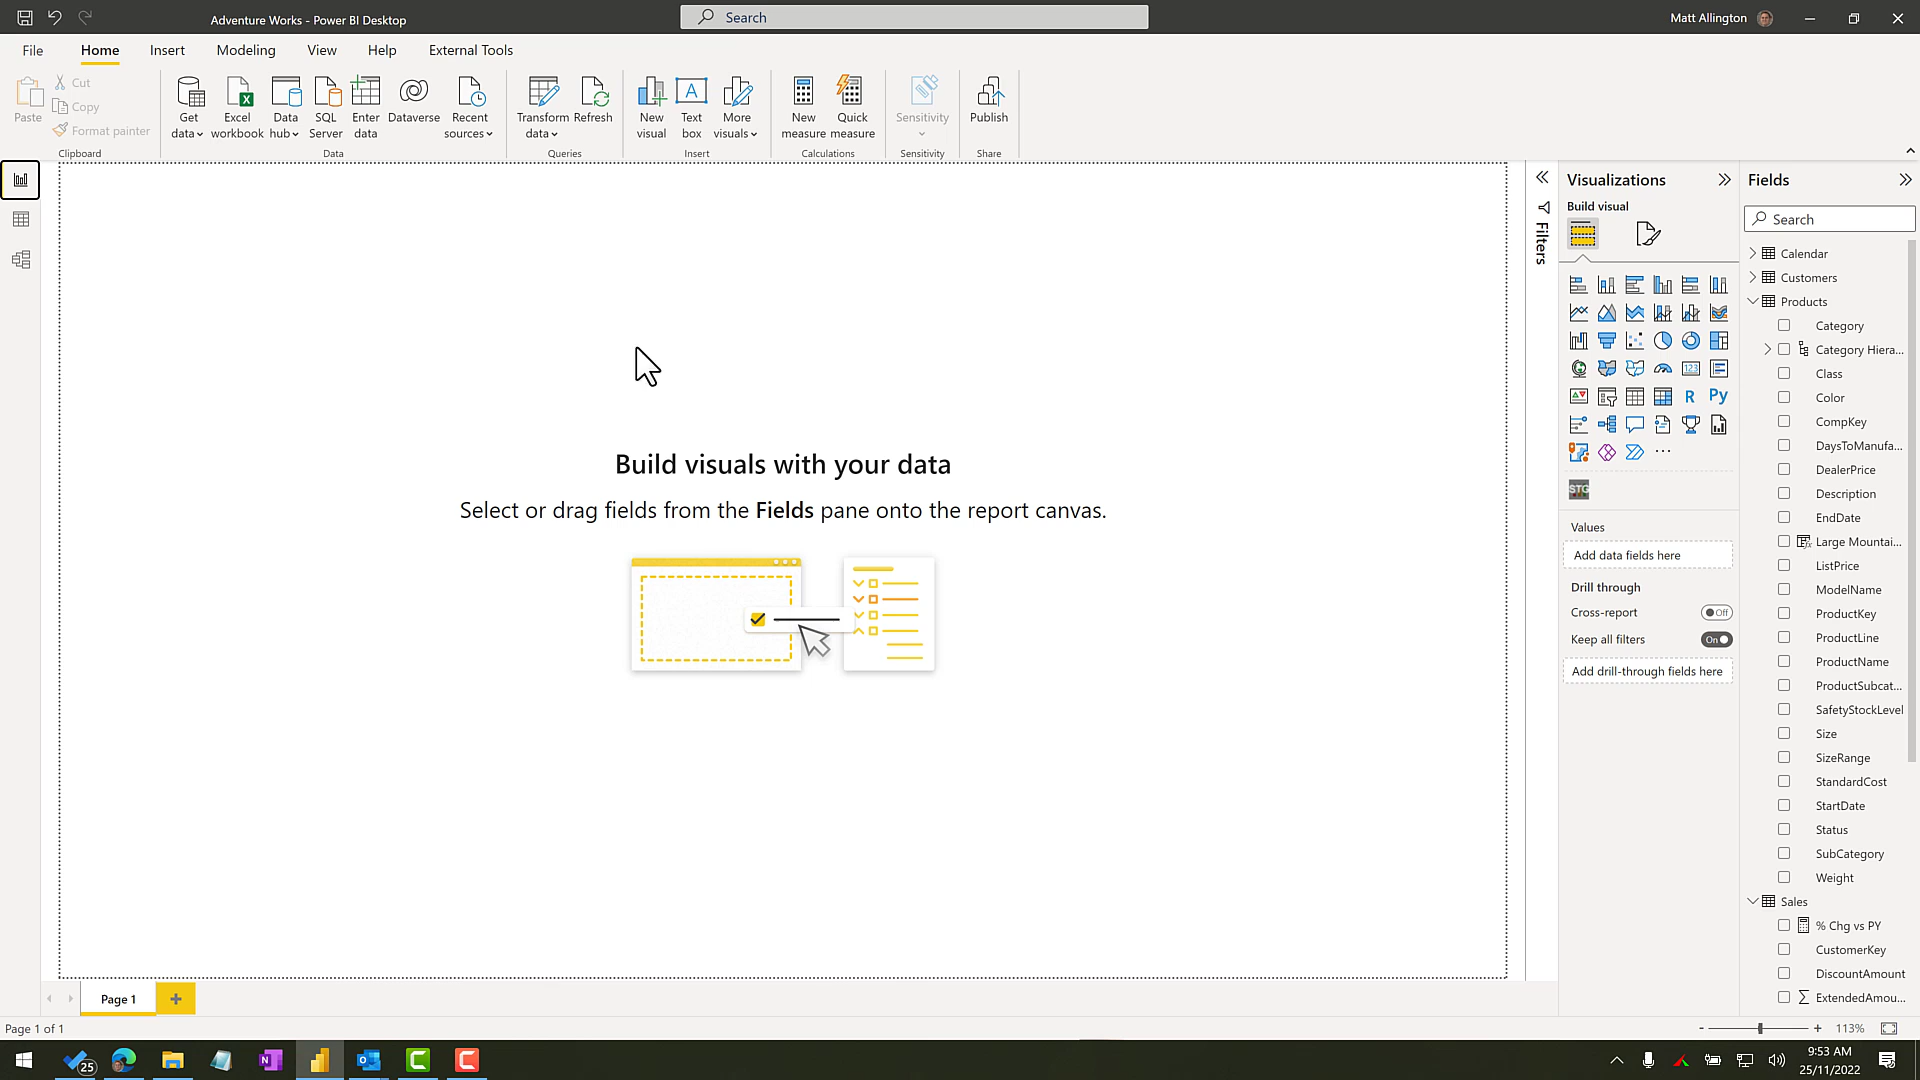 Adventure Works - Power BI Desktop
Search
Matt Allington
File
Home
Insert
Modeling
View
Help
External Tools
Paste
Cut
Copy
Format painter
Clipboard
Get data
Excel workbook
Data hub
SQL Server
Enter data
Dataverse
Recent sources
Data
Transform data
Refresh
Queries
New visual
Text box
More visuals
Insert
New measure
Quick measure
Calculations
Sensitivity
Sensitivity
Publish
Share
Build visuals with your data
Select or drag fields from the Fields pane onto the report canvas.
Filters
Visualizations
Build visual
123
R
Py
STG
Values
Add data fields here
Drill through
Cross-report
Off
Keep all filters
On
Add drill-through fields here
Fields
Search
Calendar
Customers
Products
Category
Category Hiera...
Class
Color
CompKey
DaysToManufa...
DealerPrice
Description
EndDate
Large Mountai...
ListPrice
ModelName
ProductKey
ProductLine
ProductName
ProductSubcat...
SafetyStockLevel
Size
SizeRange
StandardCost
StartDate
Status
SubCategory
Weight
Sales
% Chg vs PY
CustomerKey
DiscountAmount
ExtendedAmou...
Page 1
Page 1 of 1
- + 113%
25
9:53 AM
25/11/2022